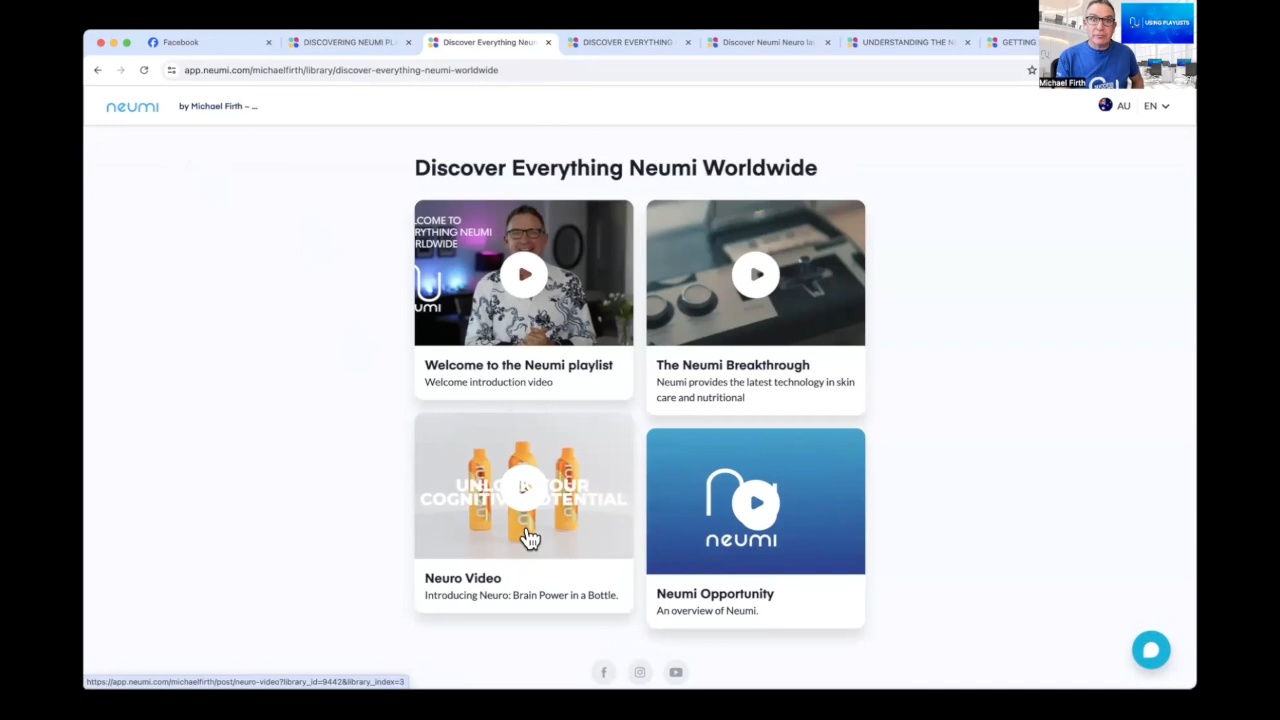 USING PLAYLISTS
Michael Firth
Facebook
DISCOVERING NEUMI PL
Discover Everything Neu
DISCOVER EVERYTHING
Discover Neumi Neuro la
UNDERSTANDING THE N
GETTING
app.neumi.com/michaelfirth/library/discover-everything-neumi-worldwide
neumi
by Michael Firth ~ ...
AU
EN
Discover Everything Neumi Worldwide
LCOME TO
RYTHING NEUMI
RLDWIDE
UMI
Welcome to the Neumi playlist
Welcome introduction video
The Neumi Breakthrough
Neumi provides the latest technology in skin
care and nutritional
COGNITIV
Neuro Video
Introducing Neuro: Brain Power in a Bottle.
neumi
Neumi Opportunity
An overview of Neumi.
https://app.neumi.com/michaelfirth/post/neuro-video?library_id=9442&library_index=3